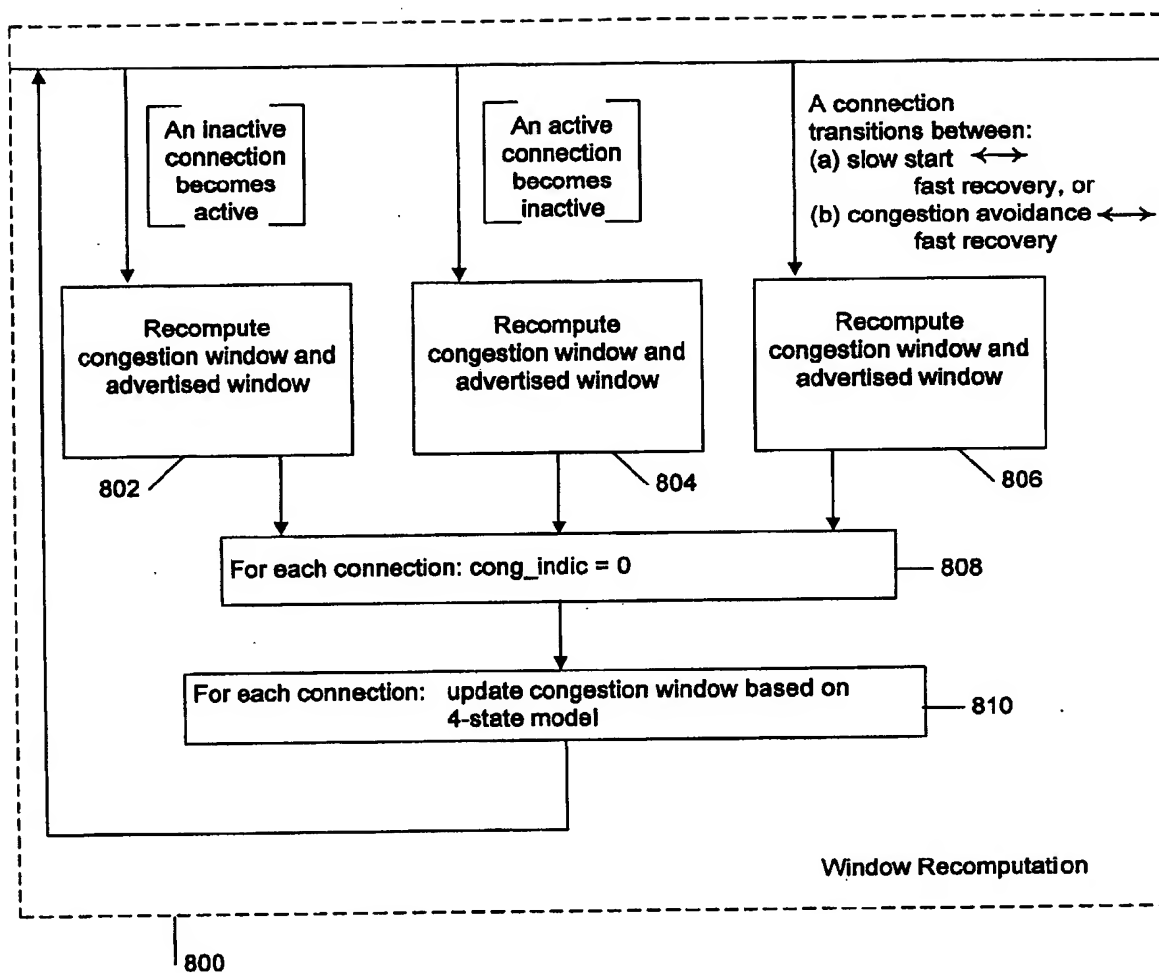 An inactive
connection
becomes
active
An active
connection
becomes
inactive
A connection
transitions between:
(a) slow start ↔
fast recovery, or
(b) congestion avoidance ↔
fast recovery
Recompute
congestion window and
advertised window
Recompute
congestion window and
advertised window
Recompute
congestion window and
advertised window
802
804
806
For each connection: cong_indic = 0
808
For each connection: update congestion window based on
4-state model
810
Window Recomputation
800